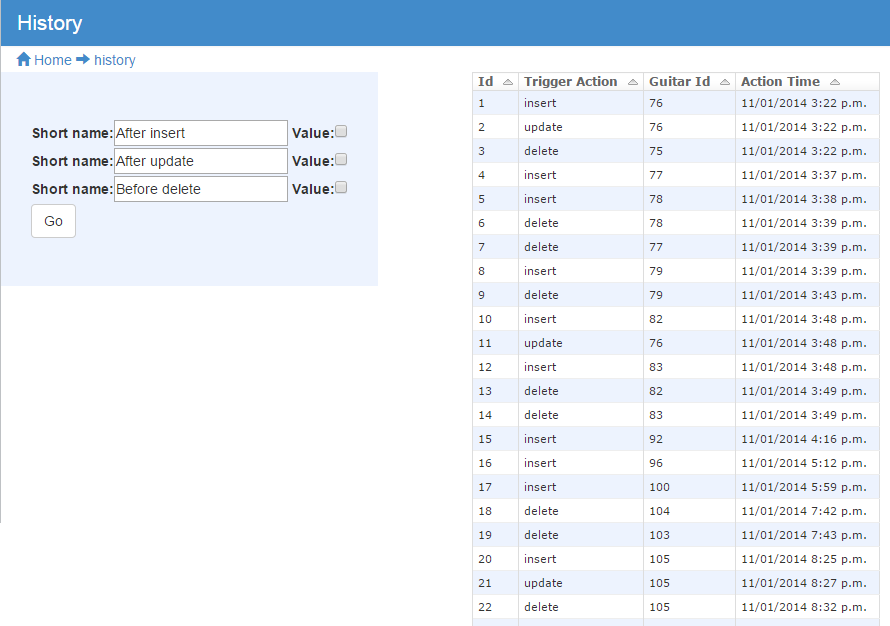 History
Home history
Short name: After insert Value:
Short name: After update Value:
Short name: Before delete Value:
Go
Id Trigger Action Guitar Id Action Time
1 insert 76 11/01/2014 3:22 p.m.
2 update 76 11/01/2014 3:22 p.m.
3 delete 75 11/01/2014 3:22 p.m.
4 insert 77 11/01/2014 3:37 p.m.
5 insert 78 11/01/2014 3:38 p.m.
6 delete 78 11/01/2014 3:39 p.m.
7 delete 77 11/01/2014 3:39 p.m.
8 insert 79 11/01/2014 3:39 p.m.
9 delete 79 11/01/2014 3:43 p.m.
10 insert 82 11/01/2014 3:48 p.m.
11 update 76 11/01/2014 3:48 p.m.
12 insert 83 11/01/2014 3:48 p.m.
13 delete 82 11/01/2014 3:49 p.m.
14 delete 83 11/01/2014 3:49 p.m.
15 insert 92 11/01/2014 4:16 p.m.
16 insert 96 11/01/2014 5:12 p.m.
17 insert 100 11/01/2014 5:59 p.m.
18 delete 104 11/01/2014 7:42 p.m.
19 delete 103 11/01/2014 7:43 p.m.
20 insert 105 11/01/2014 8:25 p.m.
21 update 105 11/01/2014 8:27 p.m.
22 delete 105 11/01/2014 8:32 p.m.